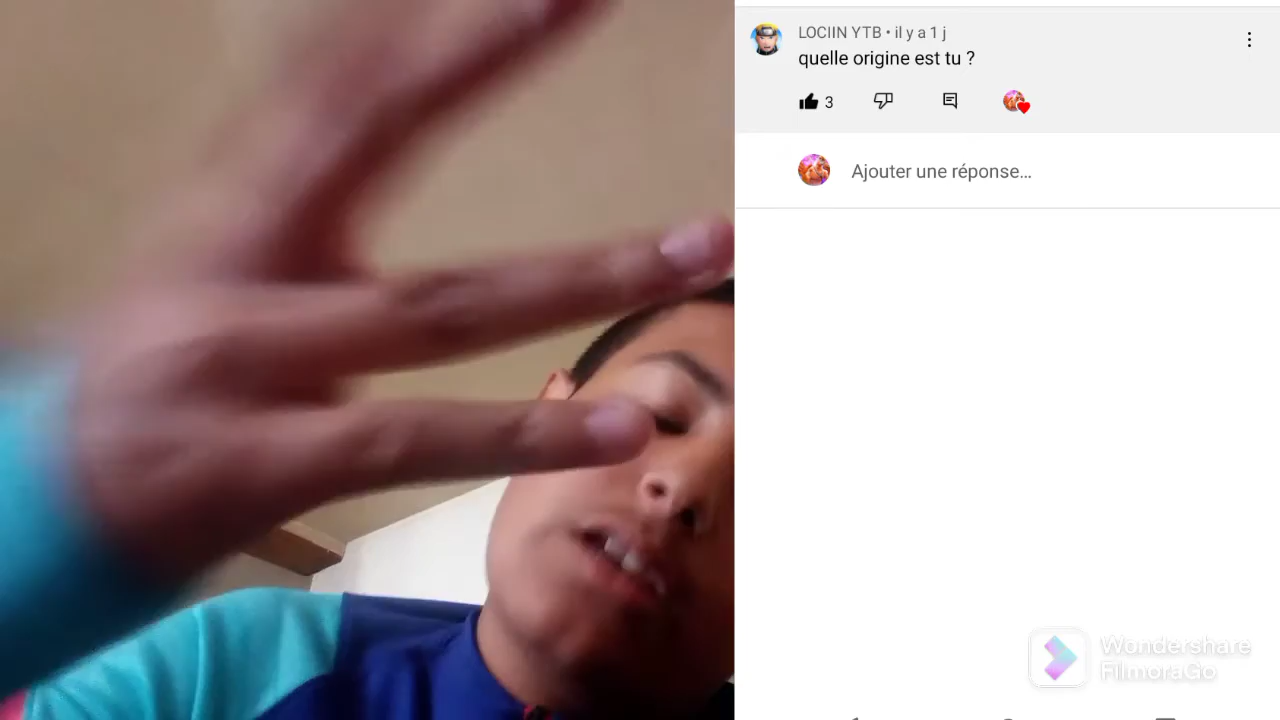 LOCIIN YTB • il y a 1 j
quelle origine est tu ?
3
Ajouter une réponse...
Wondershare
FilmoraGo